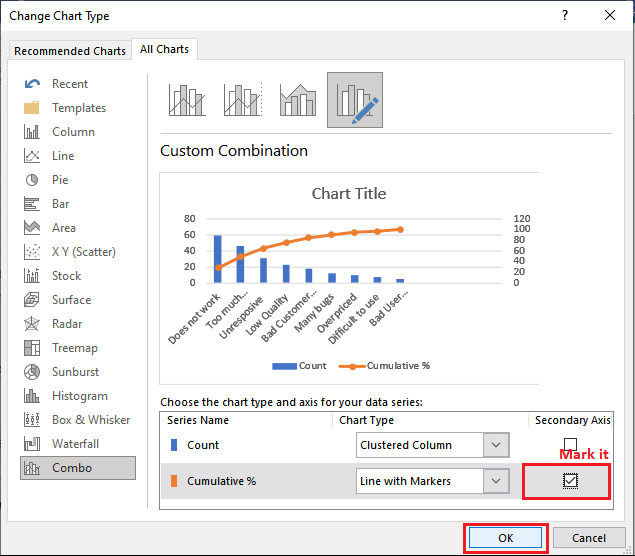 Change Chart Type
?
Recommended Charts
All Charts
Recent
Templates
Column
Line
Pie
Bar
Area
X Y (Scatter)
Stock
Surface
Radar
Treemap
Sunburst
Histogram
Box & Whisker
Waterfall
Combo
Custom Combination
Chart Title
80
60
40
20
0
120
100
80
60
40
20
0
Does not work
Too much...
Unresposive
Low Quality
Bad Customer...
Many bugs
Overpriced
Difficult to use
Bad User...
Count
Cumulative %
Choose the chart type and axis for your data series:
Series Name Chart Type Secondary Axis
Count Clustered Column
Mark it
Cumulative % Line with Markers
OK Cancel